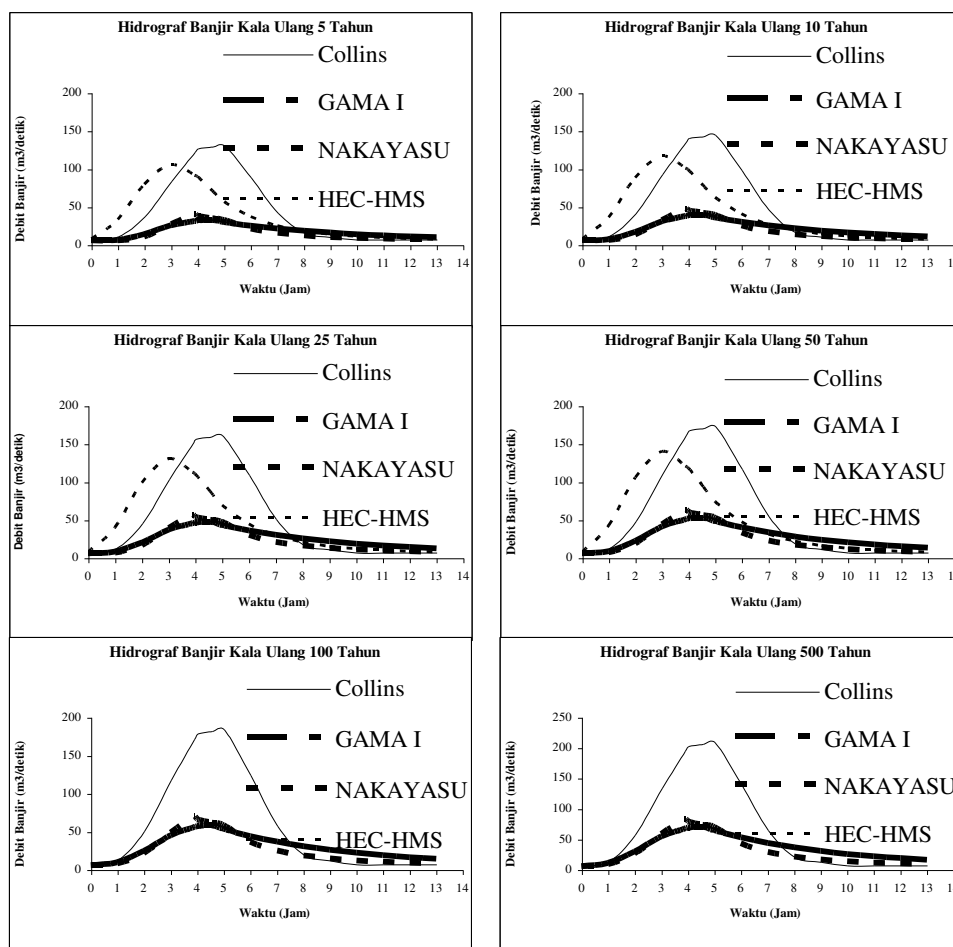 Hidrograf Banjir Kala Ulang 5 Tahun
Collins
GAMA I
NAKAYASU
HEC-HMS
Debit Banjir (m3/detik)
200
150
100
50
0
0 1 2 3 4 5 6 7 8 9 10 11 12 13 14
Waktu (Jam)
Hidrograf Banjir Kala Ulang 10 Tahun
Collins
GAMA I
NAKAYASU
HEC-HMS
Debit Banjir (m3/detik)
200
150
100
50
0
0 1 2 3 4 5 6 7 8 9 10 11 12 13 14
Waktu (Jam)
Hidrograf Banjir Kala Ulang 25 Tahun
Collins
GAMA I
NAKAYASU
HEC-HMS
Debit Banjir (m3/detik)
200
150
100
50
0
0 1 2 3 4 5 6 7 8 9 10 11 12 13 14
Waktu (Jam)
Hidrograf Banjir Kala Ulang 50 Tahun
Collins
GAMA I
NAKAYASU
HEC-HMS
Debit Banjir (m3/detik)
200
150
100
50
0
0 1 2 3 4 5 6 7 8 9 10 11 12 13 14
Waktu (Jam)
Hidrograf Banjir Kala Ulang 100 Tahun
Collins
GAMA I
NAKAYASU
HEC-HMS
Debit Banjir (m3/detik)
200
150
100
50
0
0 1 2 3 4 5 6 7 8 9 10 11 12 13 14
Waktu (Jam)
Hidrograf Banjir Kala Ulang 500 Tahun
Collins
GAMA I
NAKAYASU
HEC-HMS
Debit Banjir (m3/detik)
250
200
150
100
50
0
0 1 2 3 4 5 6 7 8 9 10 11 12 13
Waktu (Jam)